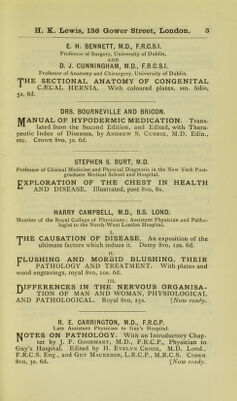 H. K. Lewis, 136 Gower Street, London. 3
E. H. BENNETT, M.D., F.R.C.S.I.
Professor of Surgery, University of Dublin.
AND
D. J. CUNNINGHAM, M.D., F.R.C.S.I.
Professor of Anatomy and Chirurgery, University of Dublin.
THE SECTIONAL ANATOMY OF CONGENITAL
CÆCAL HERNIA. With coloured plates, sm. folio,
5s. 6d.
DRS. BOURNEVILLE AND BRICON.
MANUAL OF HYPODERMIC MEDICATION. Trans-
lated from the Second Edition, and Edited, with Thera-
peutic Index of Diseases, by ANDREW S. CURRIE, M.D. Edin.,
etc. Crown 8vo, 3s. 6d.
STEPHEN S. BURT, M.D.
Professor of Clinical Medicine and Physical Diagnosis in the New York Post-
graduate Medical School and Hospital.
EXPLORATION OF THE CHEST IN HEALTH
AND DISEASE. Illustrated, post 8vo, 6s.
HARRY CAMPBELL, M.D., B.S. LOND.
Member of the Royal College of Physicians; Assistant Physician and Patho-
logist to the North-West London Hospital.
I.
THE CAUSATION OF DISEASE. An exposition of the
ultimate factors which induce it. Demy 8vo, 12s. 6d.
II.
FLUSHING AND MORBID BLUSHING, THEIR
PATHOLOGY AND TREATMENT. With plates and
wood engravings, royal 8vo, 10s. 6d.
III.
DIFFERENCES IN THE NERVOUS ORGANISA-
TION OF MAN AND WOMAN, PHYSIOLOGICAL
AND PATHOLOGICAL. Royal 8vo, 15s. [Now ready.
R. E. CARRINGTON, M.D., F.R.C.P.
Late Assistant Physician to Guy's Hospital.
NOTES ON PATHOLOGY. With an Introductory Chap-
ter by J. F. GOODHART, M.D., F.R.C.P., Physician to
Guy's Hospital. Edited by H. EVELYN CROOK, M.D. Lond.,
F.R.C.S. Eng., and GUY MACKESON, L.R.C.P., M.R.C.S. Crown
8vo, 3s. 6d. [Now ready.